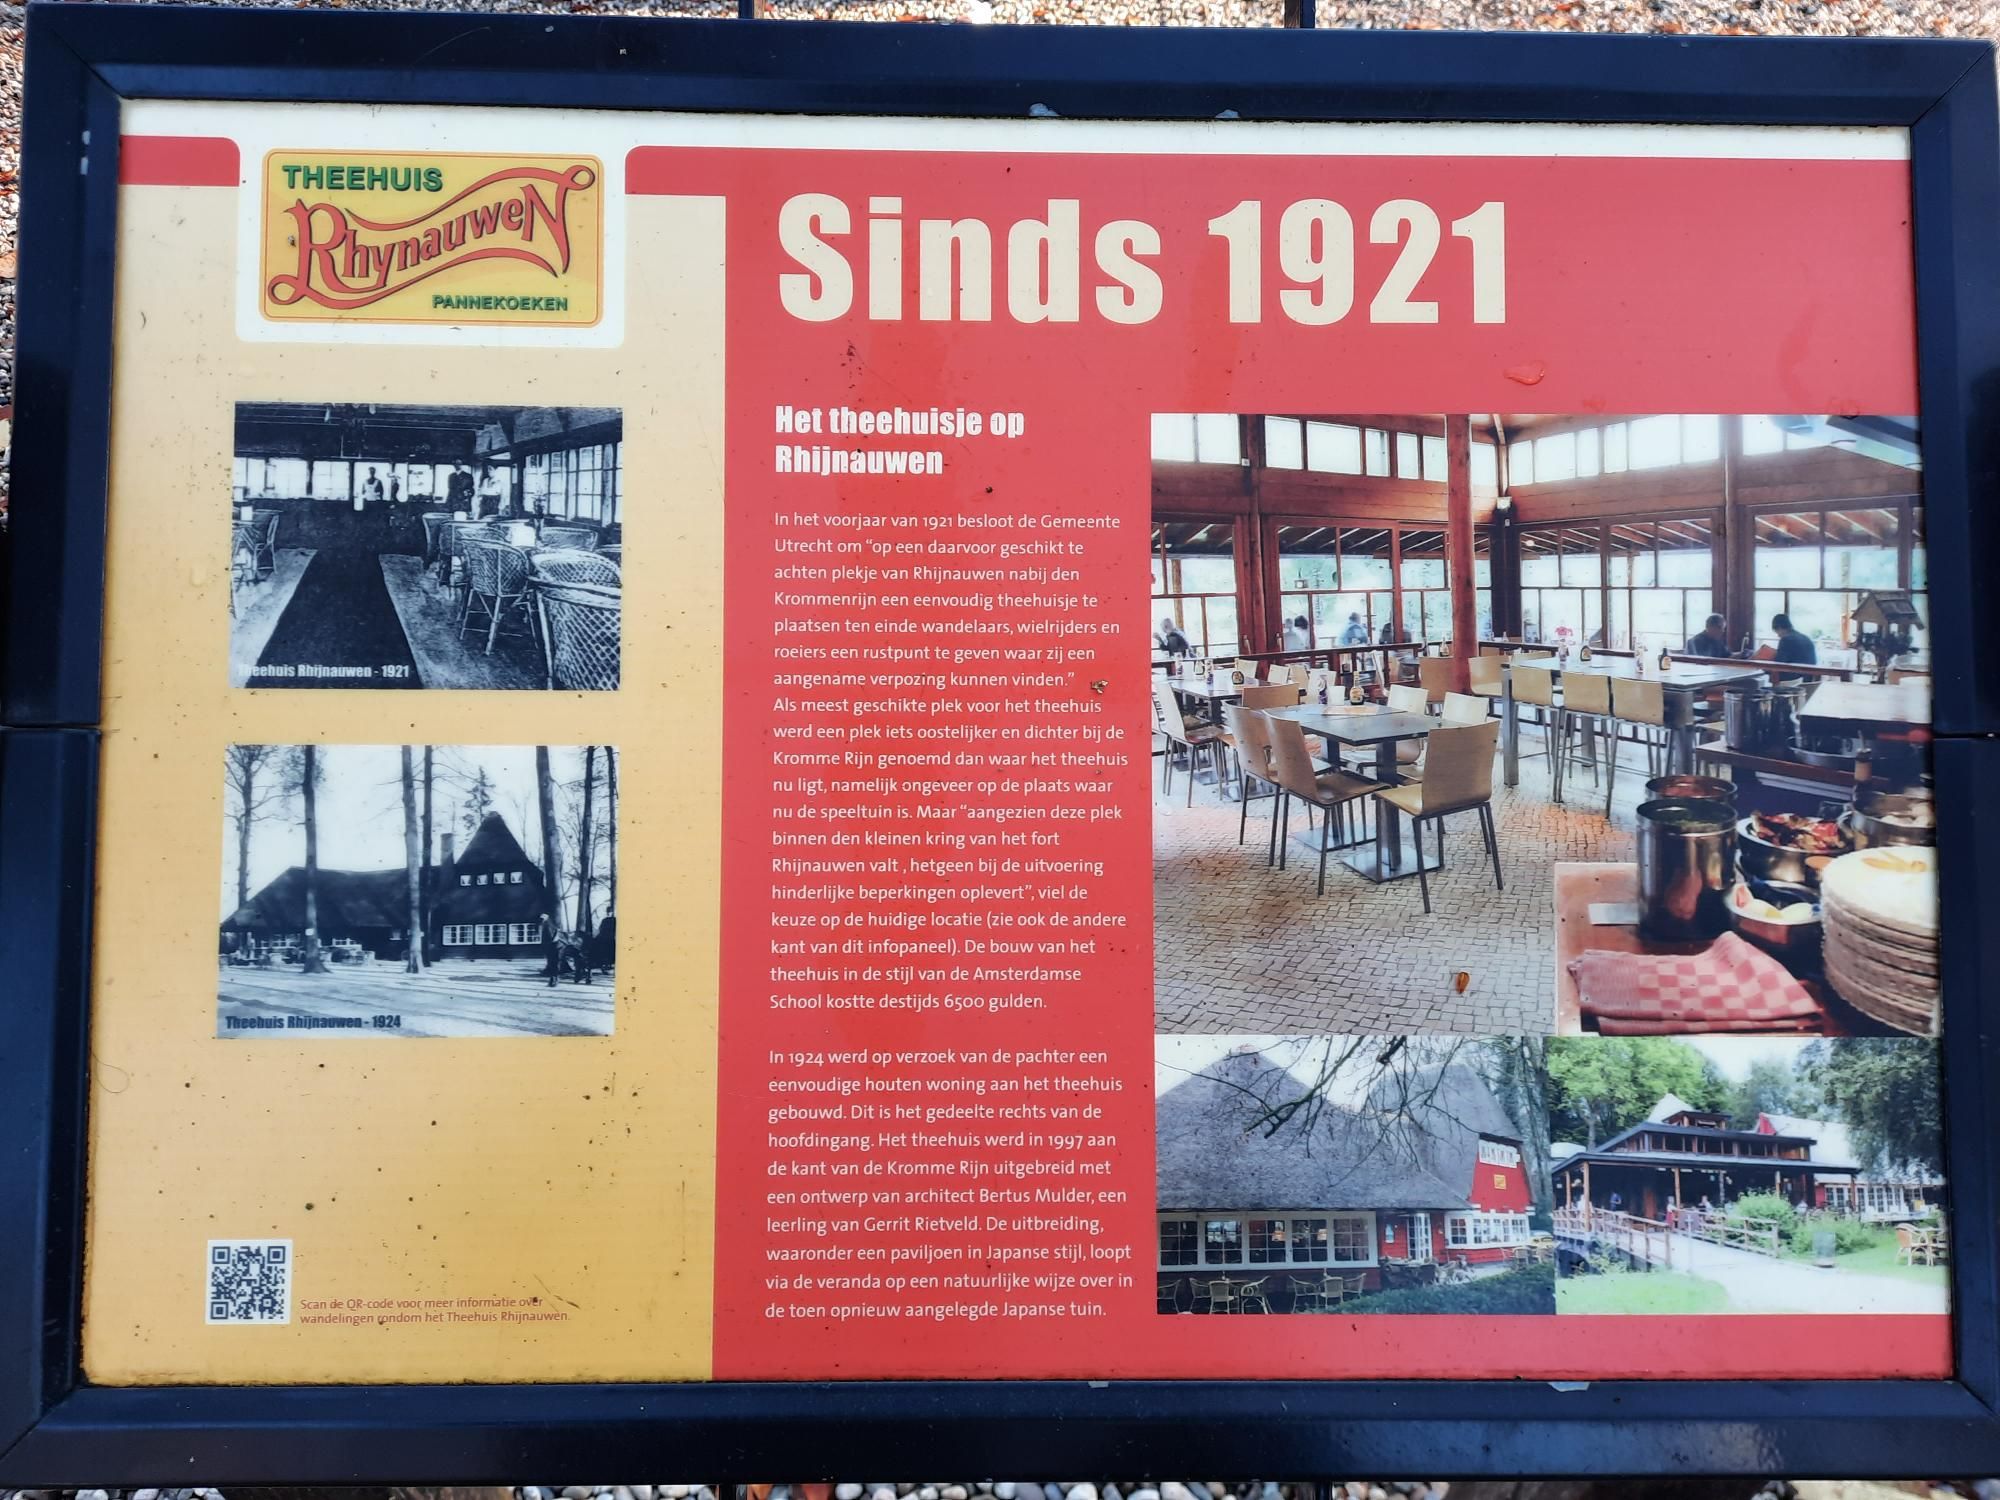 THEEHUIS
Rhynauwen
PANNEKOEKEN
Sinds 1921
Theehuis Rhijnauwen - 1921
Theehuis Rhijnauwen - 1924
Scan de QR-code voor meer informatie over
wandelingen rondom het Theehuis Rhijnauwen.
Het theehuisje op
Rhijnauwen
In het voorjaar van 1921 besloot de Gemeente
Utrecht om “op een daarvoor geschikt te
achten plekje van Rhijnauwen nabij den
Krommenrijn een eenvoudig theehuisje te
plaatsen ten einde wandelaars, wielrijders en
roeiers een rustpunt te geven waar zij een
aangename verpozing kunnen vinden.”
Als meest geschikte plek voor het theehuis
werd een plek iets oostelijker en dichter bij de
Kromme Rijn genoemd dan waar het theehuis
nu ligt, namelijk ongeveer op de plaats waar
nu de speeltuin is. Maar “aangezien deze plek
binnen den kleinen kring van het fort
Rhijnauwen valt , hetgeen bij de uitvoering
hinderlijke beperkingen oplevert”, viel de
keuze op de huidige locatie (zie ook de andere
kant van dit infopaneel). De bouw van het
theehuis in de stijl van de Amsterdamse
School kostte destijds 6500 gulden.
In 1924 werd op verzoek van de pachter een
eenvoudige houten woning aan het theehuis
gebouwd. Dit is het gedeelte rechts van de
hoofdingang. Het theehuis werd in 1997 aan
de kant van de Kromme Rijn uitgebreid met
een ontwerp van architect Bertus Mulder, een
leerling van Gerrit Rietveld. De uitbreiding,
waaronder een paviljoen in Japanse stijl, loopt
via de veranda op een natuurlijke wijze over in
de toen opnieuw aangelegde Japanse tuin.